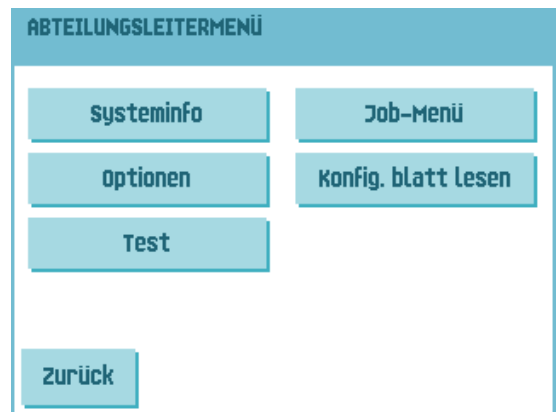 ABTEILUNGSLEITERMENÜ
Systeminfo
Job-Menü
Optionen
Konfig. blatt lesen
Test
Zurück